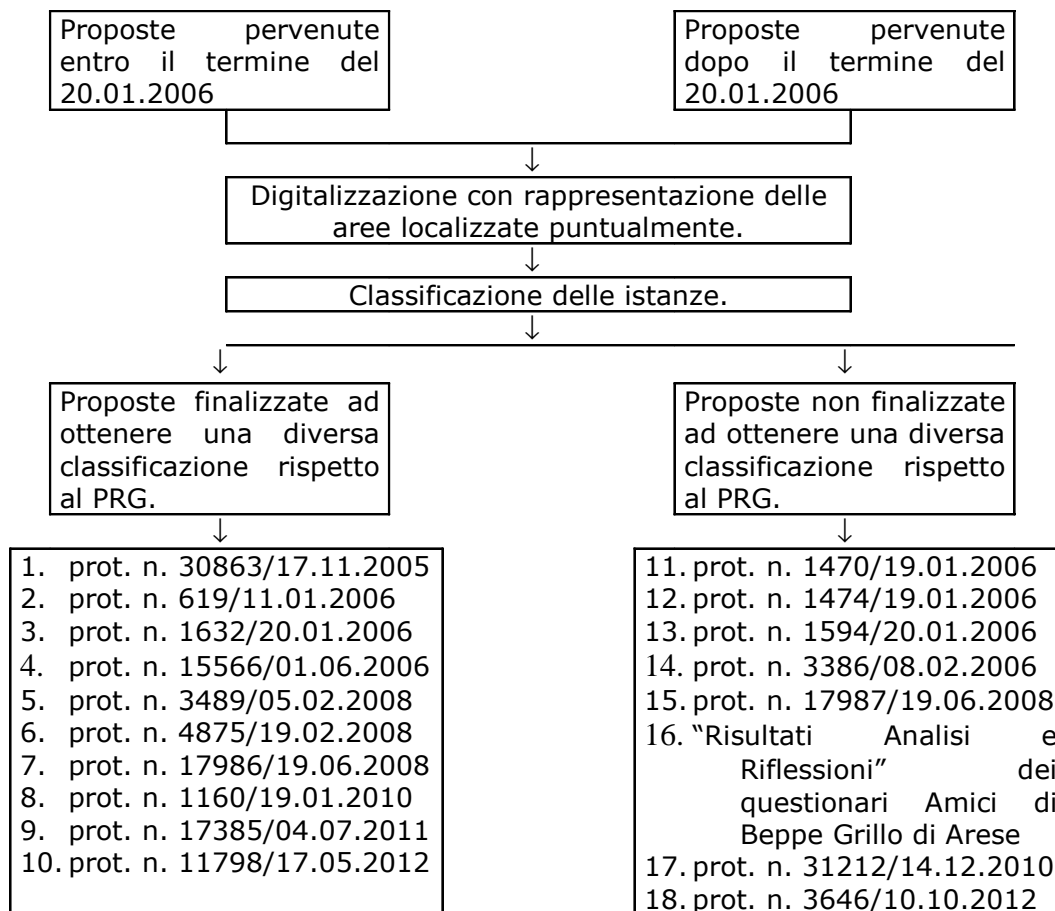 Proposte pervenute
entro il termine del
20.01.2006
Proposte pervenute
dopo il termine del
20.01.2006
↓
Digitalizzazione con rappresentazione delle
aree localizzate puntualmente.
↓
Classificazione delle istanze.
↓
↓
↓
Proposte finalizzate ad
ottenere una diversa
classificazione rispetto
al PRG.
Proposte non finalizzate
ad ottenere una diversa
classificazione rispetto
al PRG.
↓
↓
1. prot. n. 30863/17.11.2005
2. prot. n. 619/11.01.2006
3. prot. n. 1632/20.01.2006
4. prot. n. 15566/01.06.2006
5. prot. n. 3489/05.02.2008
6. prot. n. 4875/19.02.2008
7. prot. n. 17986/19.06.2008
8. prot. n. 1160/19.01.2010
9. prot. n. 17385/04.07.2011
10. prot. n. 11798/17.05.2012
11. prot. n. 1470/19.01.2006
12. prot. n. 1474/19.01.2006
13. prot. n. 1594/20.01.2006
14. prot. n. 3386/08.02.2006
15. prot. n. 17987/19.06.2008
16. “Risultati Analisi e
Riflessioni” dei
questionari Amici di
Beppe Grillo di Arese
17. prot. n. 31212/14.12.2010
18. prot. n. 3646/10.10.2012